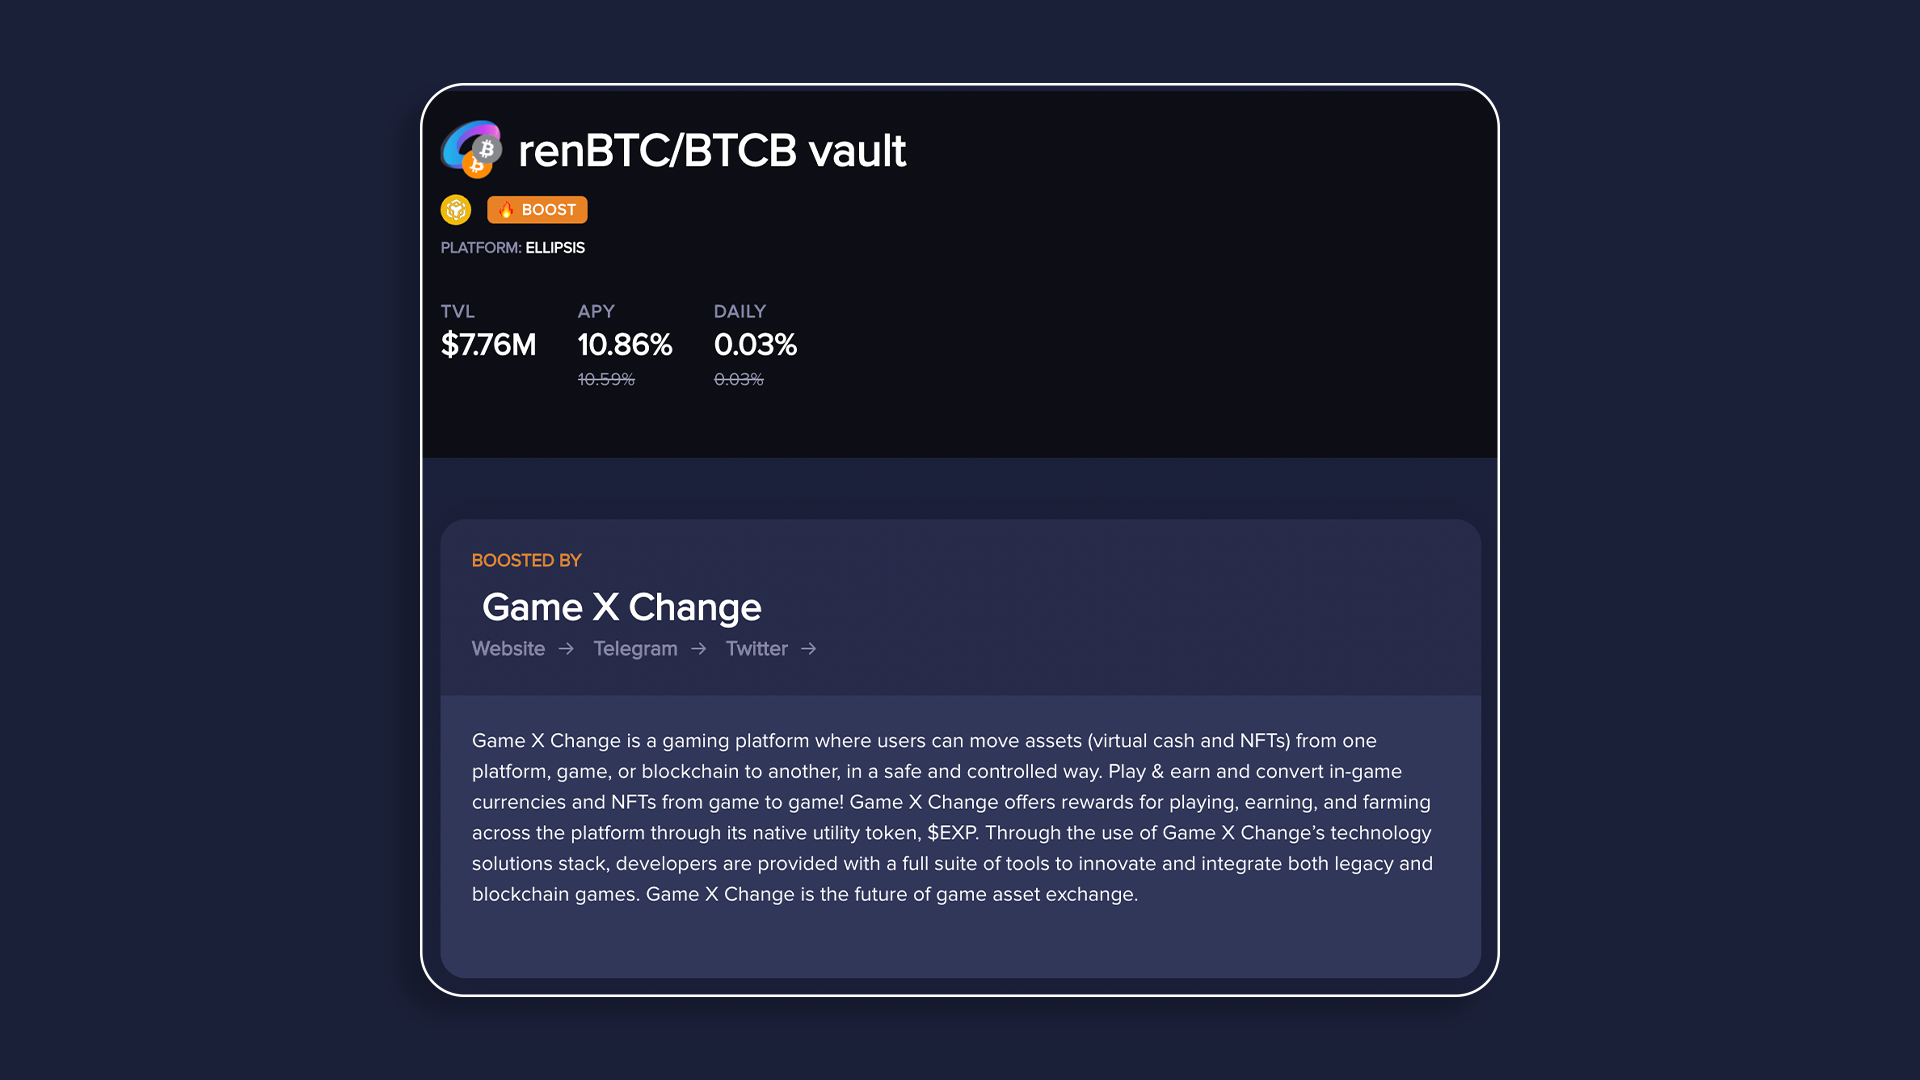 renBTC/BTCB vault
BOOST
PLATFORM: ELLIPSIS
TVL APY DAILY
$7.76M 10.86% 0.03%
10.59% 0.03%
BOOSTED BY
Game X Change
Website → Telegram → Twitter →
Game X Change is a gaming platform where users can move assets (virtual cash and NFTs) from one
platform, game, or blockchain to another, in a safe and controlled way. Play & earn and convert in-game
currencies and NFTs from game to game! Game X Change offers rewards for playing, earning, and farming
across the platform through its native utility token, $EXP. Through the use of Game X Change’s technology
solutions stack, developers are provided with a full suite of tools to innovate and integrate both legacy and
blockchain games. Game X Change is the future of game asset exchange.